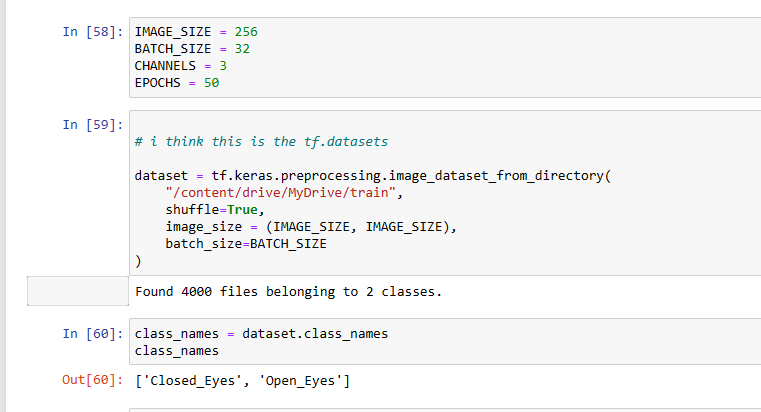 In [58]: IMAGE_SIZE = 256
BATCH_SIZE = 32
CHANNELS = 3
EPOCHS = 50
In [59]:
# i think this is the tf.datasets
dataset = tf.keras.preprocessing.image_dataset_from_directory(
    "/content/drive/MyDrive/train",
    shuffle=True,
    image_size = (IMAGE_SIZE, IMAGE_SIZE),
    batch_size=BATCH_SIZE
)
Found 4000 files belonging to 2 classes.
In [60]: class_names = dataset.class_names
class_names
Out[60]: ['Closed_Eyes', 'Open_Eyes']